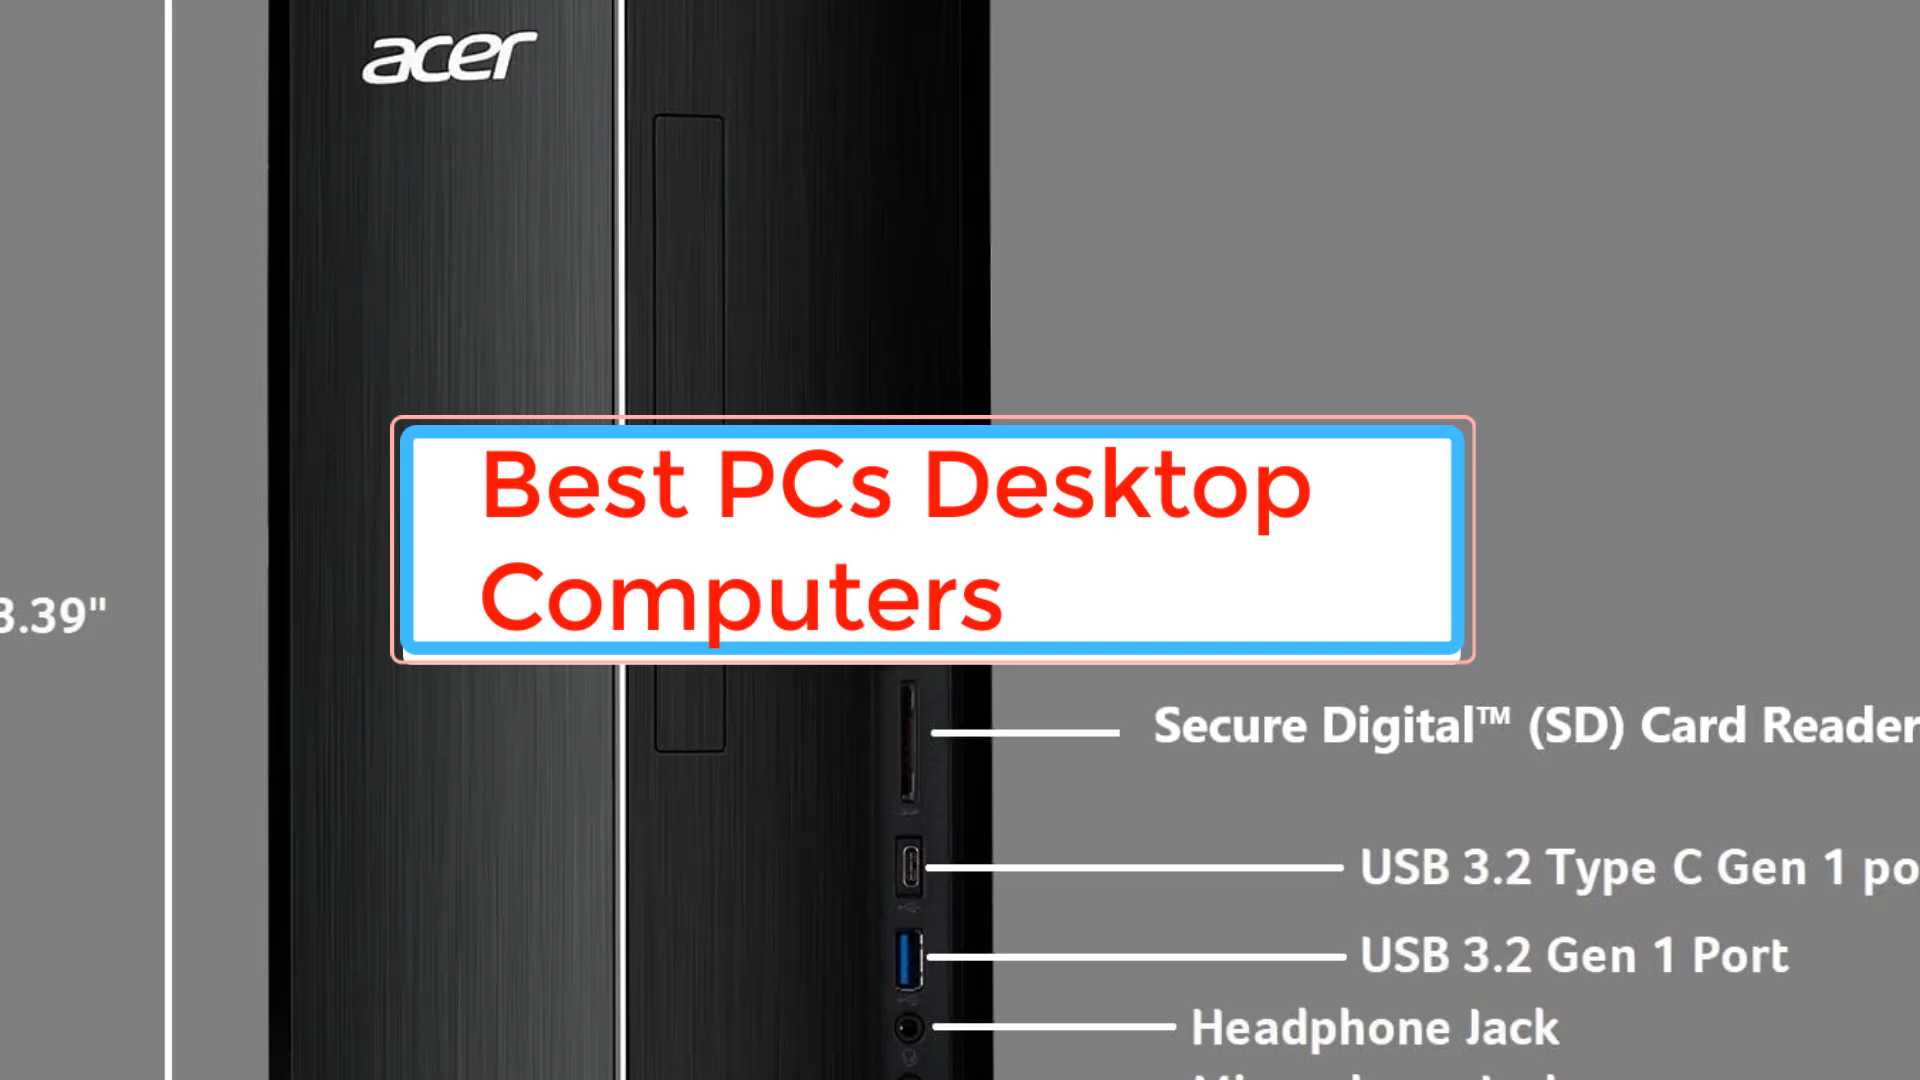 acer
Best PCs Desktop
Computers
3.39"
Secure Digital™ (SD) Card Reader
USB 3.2 Type C Gen 1 po
USB 3.2 Gen 1 Port
Headphone Jack